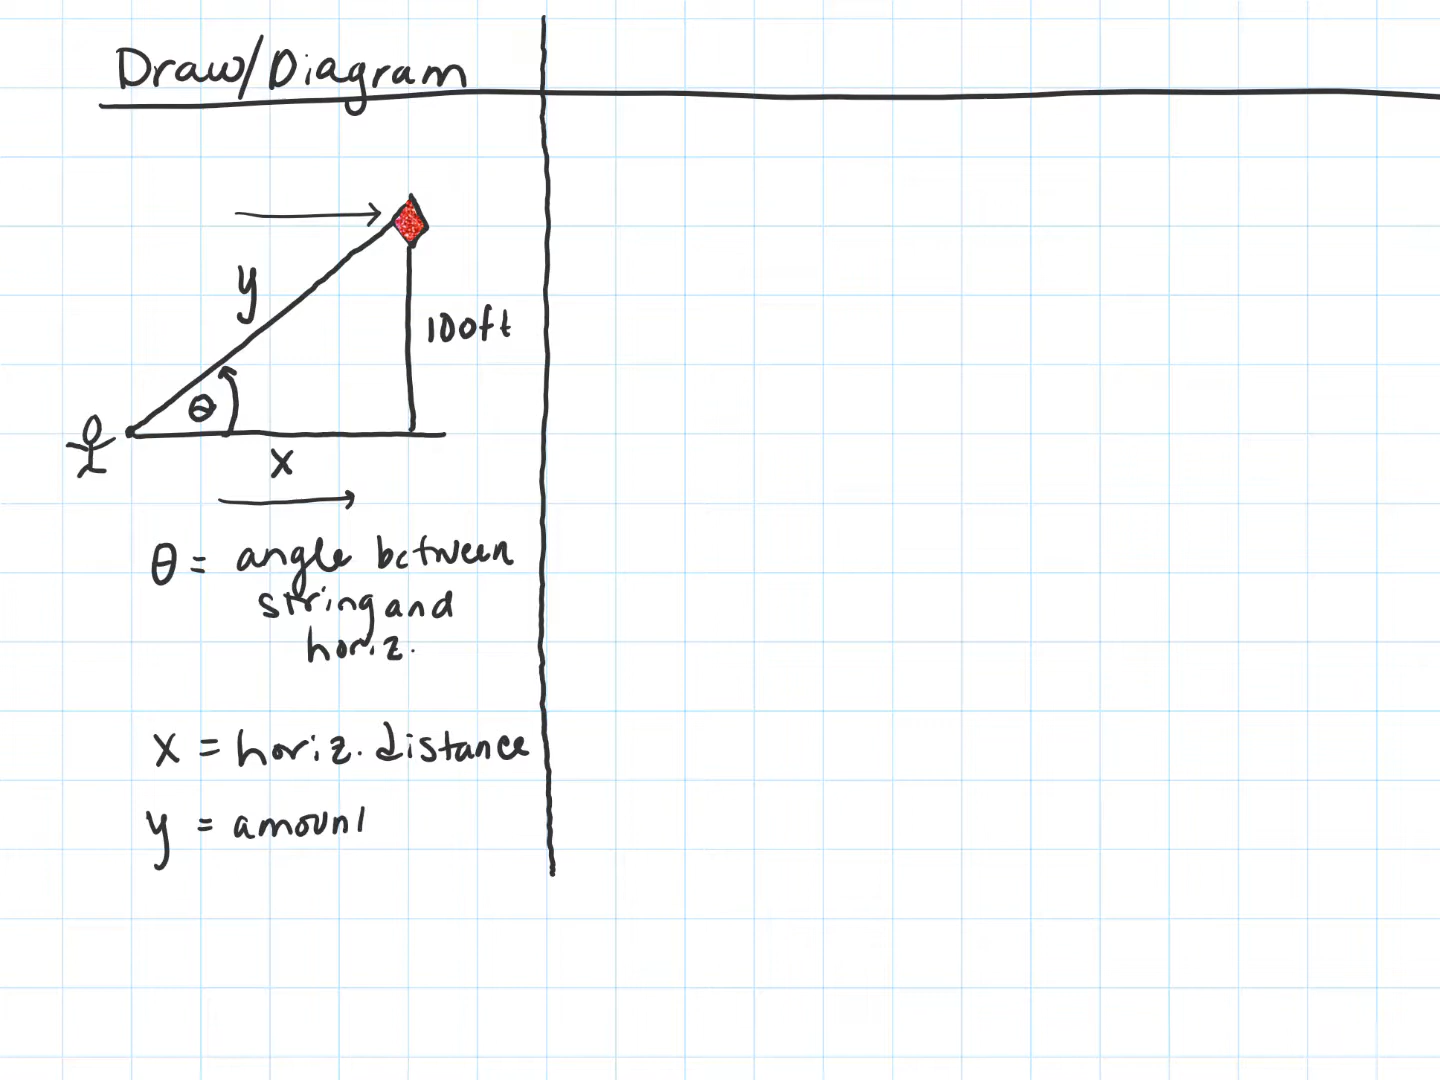 Draw/Diagram
y
100ft
θ
x
θ = angle between
string and
horiz.
x = horiz. distance
y = amount